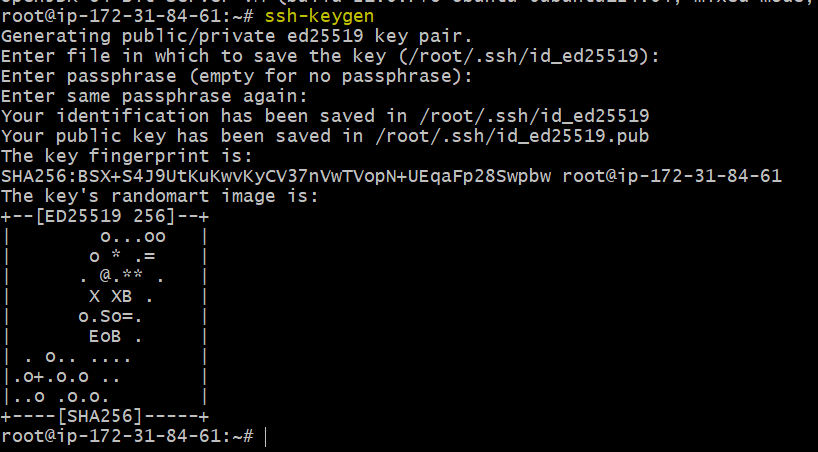 root@ip-172-31-84-61:~# ssh-keygen
Generating public/private ed25519 key pair.
Enter file in which to save the key (/root/.ssh/id_ed25519):
Enter passphrase (empty for no passphrase):
Enter same passphrase again:
Your identification has been saved in /root/.ssh/id_ed25519
Your public key has been saved in /root/.ssh/id_ed25519.pub
The key fingerprint is:
SHA256:BSX+S4J9UtKuKwvKyCV37nVwTVopN+UEqaFp28Swpbw root@ip-172-31-84-61
The key's randomart image is:
+--[ED25519 256]--+
|        o...oo   |
|       o * .=    |
|      . @.** .   |
|       X XB .    |
|      o.So=.     |
|       EoB .     |
| . o.. ....      |
|.o+.o.o ..       |
|..o .o.o.        |
+----[SHA256]-----+
root@ip-172-31-84-61:~#